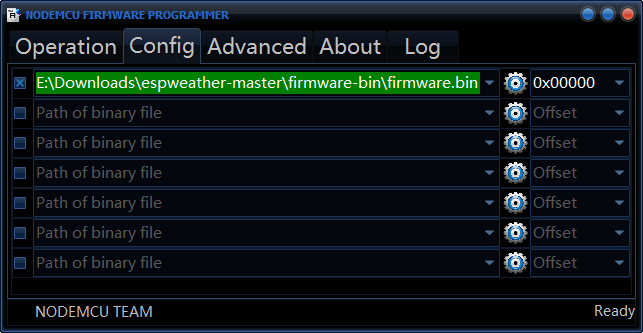 NODEMCU FIRMWARE PROGRAMMER
Operation Config Advanced About Log
E:\Downloads\espweather-master\firmware-bin\firmware.bin 0x00000
Path of binary file Offset
Path of binary file Offset
Path of binary file Offset
Path of binary file Offset
Path of binary file Offset
Path of binary file Offset
NODEMCU TEAM Ready